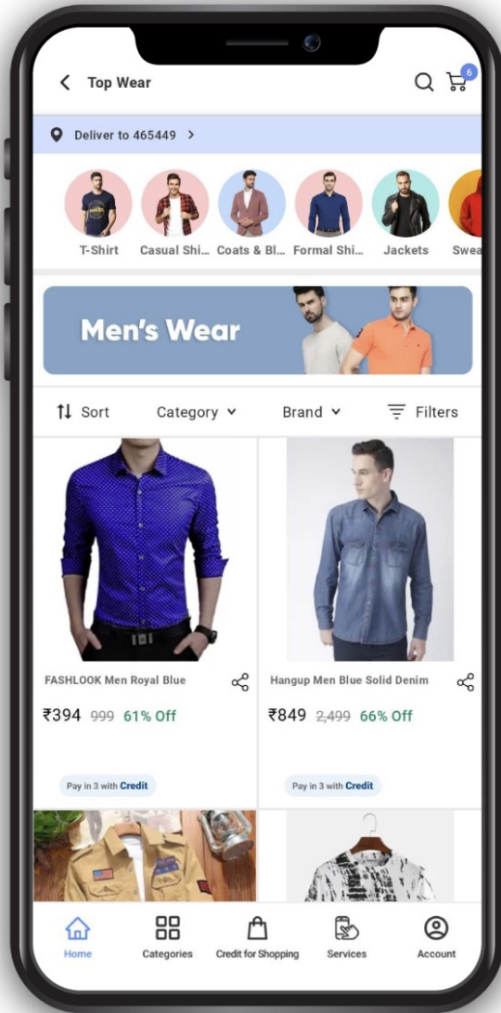 Top Wear
6
Deliver to 465449 >
T-Shirt Casual Shi... Coats & Bl... Formal Shi... Jackets Swea
Men's Wear
Sort Category Brand Filters
FASHLOOK Men Royal Blue
₹394 999 61% Off
Pay in 3 with Credit
Hangup Men Blue Solid Denim
₹849 2,499 66% Off
Pay in 3 with Credit
Home Categories Credit for Shopping Services Account